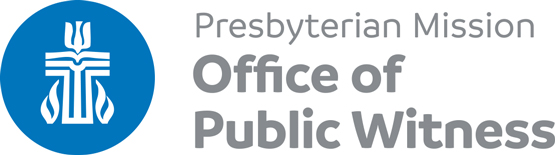 Presbyterian Mission
Office of
Public Witness